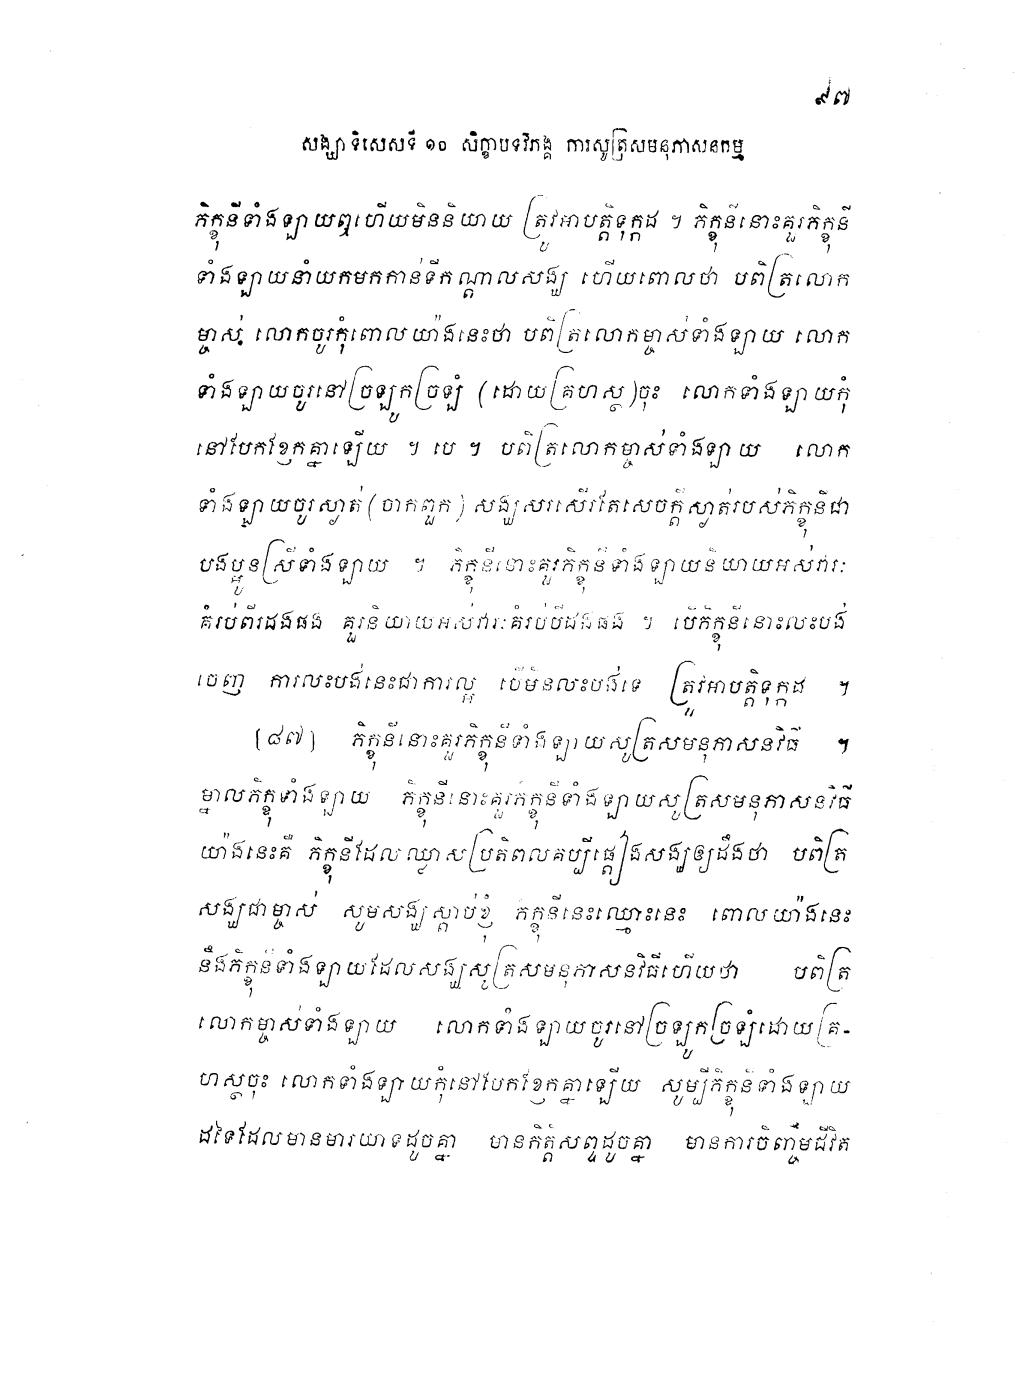 ៩៧
សង្ឃាទិសេសទី ១០ សិក្ខាបទវិភង្គ ការសូត្រសមនុភាសនកម្ម
ភិក្ខុនីទាំងឡាយឮហើយមិននិយាយ ត្រូវអាបត្តិទុក្កដ ។ ភិក្ខុនីនោះគួរភិក្ខុនី
ទាំងឡាយនាំយកមកកាន់ទីកណ្តាលសង្ឃ ហើយពោលថា បពិត្រលោក
ម្ចាស់ លោកចូរកុំពោលយ៉ាងនេះថា បពិត្រលោកម្ចាស់ទាំងឡាយ លោក
ទាំងឡាយចូរនៅច្រឡូកច្រឡំ (ដោយគ្រហស្ថ)ចុះ លោកទាំងឡាយកុំ
នៅបែកខ្ញែកគ្នាឡើយ ។ បេ ។ បពិត្រលោកម្ចាស់ទាំងឡាយ លោក
ទាំងឡាយចូរស្ងាត់ (ចាកពួក) សង្ឃសរសើរតែសេចក្តីស្ងាត់របស់ភិក្ខុនីជា
បងប្អូនស្រីទាំងឡាយ ។ ភិក្ខុនីនោះគួរភិក្ខុនីទាំងឡាយនិយាយអស់វារៈ
គំរប់ពីរដងផង គួរនិយាយអស់វារៈគំរប់បីដងផង ។ បើភិក្ខុនីនោះលះបង់
ចេញ ការលះបង់នេះជាការល្អ បើមិនលះបង់ទេ ត្រូវអាបត្តិទុក្កដ ។
(៨៧) ភិក្ខុនីនោះគួរភិក្ខុនីទាំងឡាយសូត្រសមនុភាសនវិធី ។
ម្នាលភិក្ខុទាំងឡាយ ភិក្ខុនីនោះគួរភិក្ខុនីទាំងឡាយសូត្រសមនុភាសនវិធី
យ៉ាងនេះគឺ ភិក្ខុនីដែលឈ្លាសប្រតិពលគប្បីផ្តៀងសង្ឃឲ្យដឹងថា បពិត្រ
សង្ឃជាម្ចាស់ សូមសង្ឃស្តាប់ខ្ញុំ ភិក្ខុនីនេះឈ្មោះនេះ ពោលយ៉ាងនេះ
នឹងភិក្ខុនីទាំងឡាយដែលសង្ឃសូត្រសមនុភាសនវិធីហើយថា បពិត្រ
លោកម្ចាស់ទាំងឡាយ លោកទាំងឡាយចូរនៅច្រឡូកច្រឡំដោយគ្រ-
ហស្ថចុះ លោកទាំងឡាយកុំនៅបែកខ្ញែកគ្នាឡើយ សូម្បីភិក្ខុនីទាំងឡាយ
ដទៃដែលមានមារយាទដូចគ្នា មានកិត្តិសព្ទដូចគ្នា មានការចិញ្ចឹមជីវិត